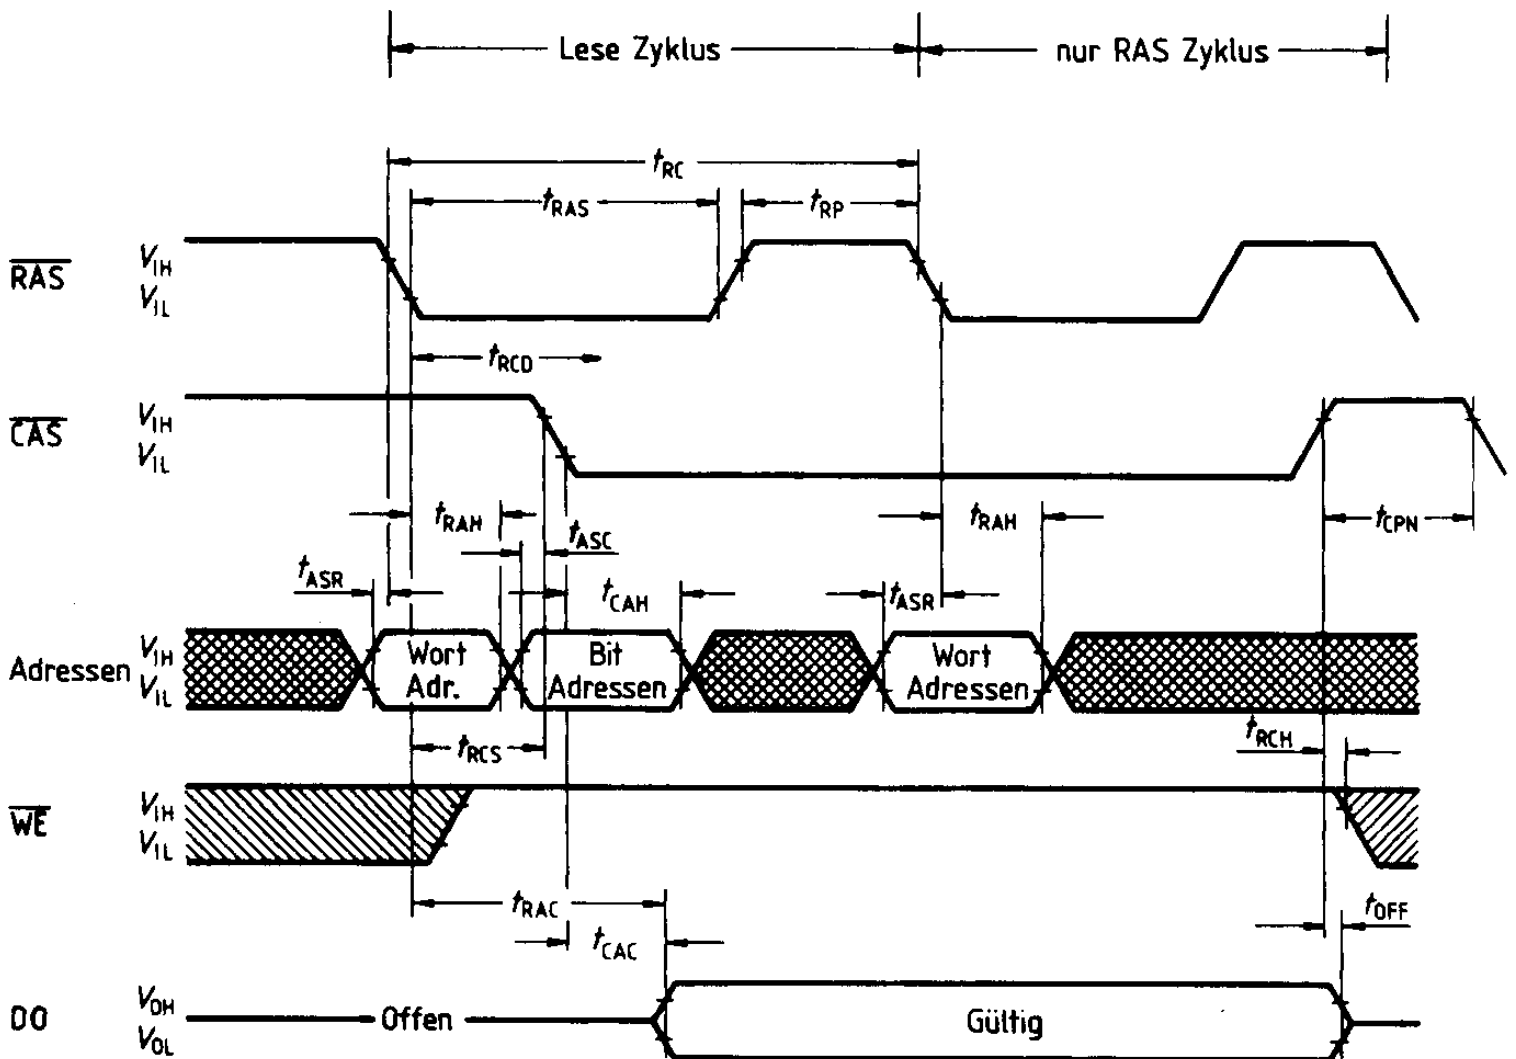 Lese Zyklus nur RAS Zyklus
tRC
tRAS tRP
RAS VIH
VIL
tRCD
CAS VIH
VIL
tRAH tRAH tCPN
tASC
tASR tCAH tASR
Adressen VIH Wort Bit Wort
VIL Adr. Adressen Adressen
tRCS tRCH
WE VIH
VIL
tRAC tOFF
tCAC
DO VOH Offen Gültig
VOL